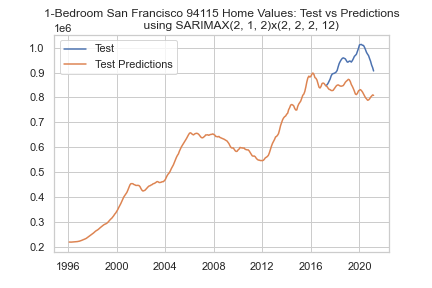 1-Bedroom San Francisco 94115 Home Values: Test vs Predictions
using SARIMAX(2, 1, 2)x(2, 2, 2, 12)
1e6
Test
Test Predictions
1.0
0.9
0.8
0.7
0.6
0.5
0.4
0.3
0.2
1996 2000 2004 2008 2012 2016 2020